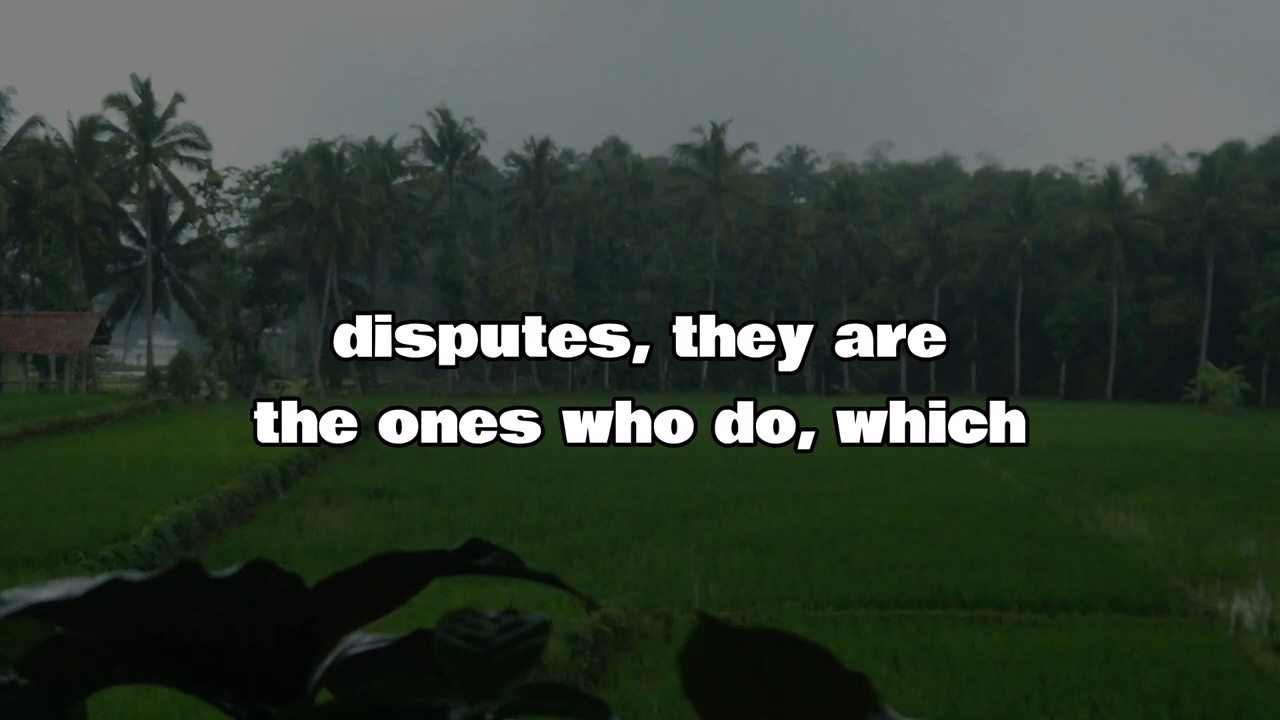 disputes, they are
the ones who do, which